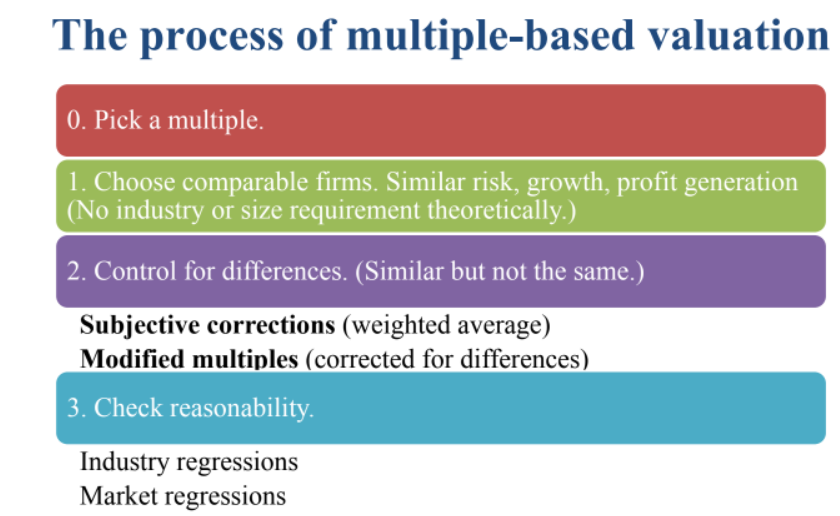 The process of multiple-based valuation
0. Pick a multiple.
1. Choose comparable firms. Similar risk, growth, profit generation
(No industry or size requirement theoretically.)
2. Control for differences. (Similar but not the same.)
Subjective corrections (weighted average)
Modified multiples (corrected for differences)
3. Check reasonability.
Industry regressions
Market regressions